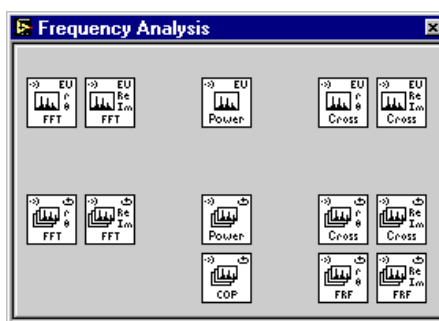 Frequency Analysis
EU r θ FFT EU Re Im FFT EU Power EU r θ Cross EU Re Im Cross
r θ FFT Re Im FFT Power r θ Cross Re Im Cross
COP r θ FRF Re Im FRF